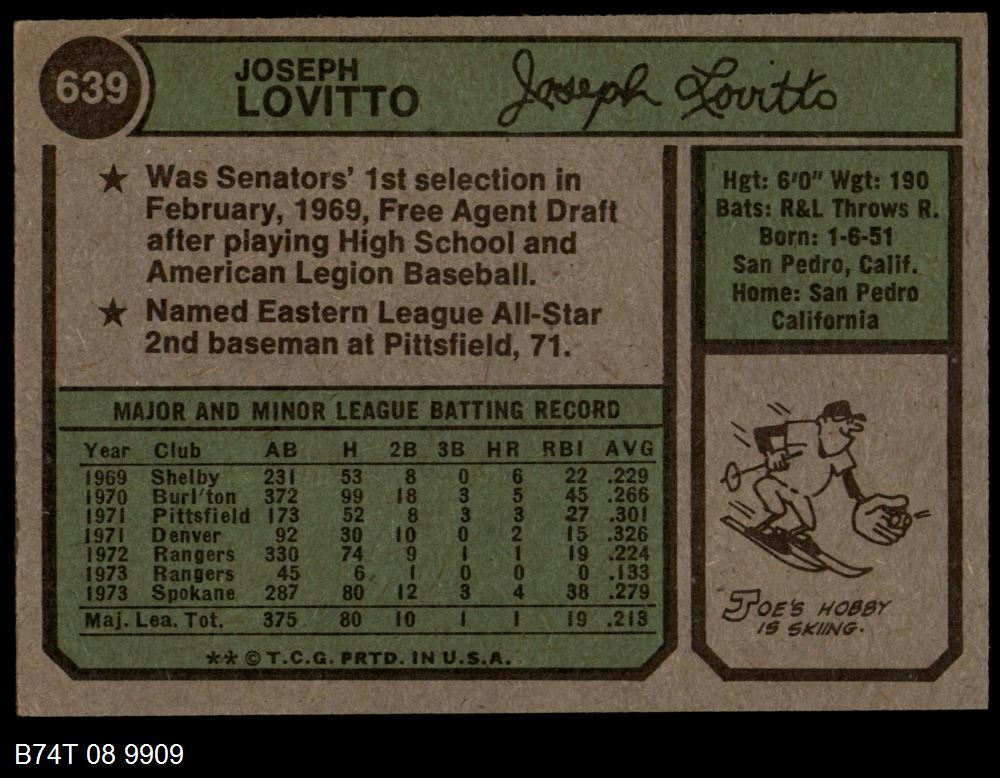 639
JOSEPH
LOVITTO
Joseph Lovitto
★ Was Senators' 1st selection in
February, 1969, Free Agent Draft
after playing High School and
American Legion Baseball.
★ Named Eastern League All-Star
2nd baseman at Pittsfield, 71.
Hgt: 6'0" Wgt: 190
Bats: R&L Throws R.
Born: 1-6-51
San Pedro, Calif.
Home: San Pedro
California
MAJOR AND MINOR LEAGUE BATTING RECORD
Year Club AB H 2B 3B HR RBI AVG
1969 Shelby 231 53 8 0 6 22 .229
1970 Burl'ton 372 99 18 3 5 45 .266
1971 Pittsfield 173 52 8 3 3 27 .301
1971 Denver 92 30 10 0 2 15 .326
1972 Rangers 330 74 9 1 1 19 .224
1973 Rangers 45 6 1 0 0 0 .133
1973 Spokane 287 80 12 3 4 38 .279
Maj. Lea. Tot. 375 80 10 1 1 19 .213
** © T.C.G. PRTD. IN U.S.A.
JOE'S HOBBY
IS SKIING.
B74T 08 9909